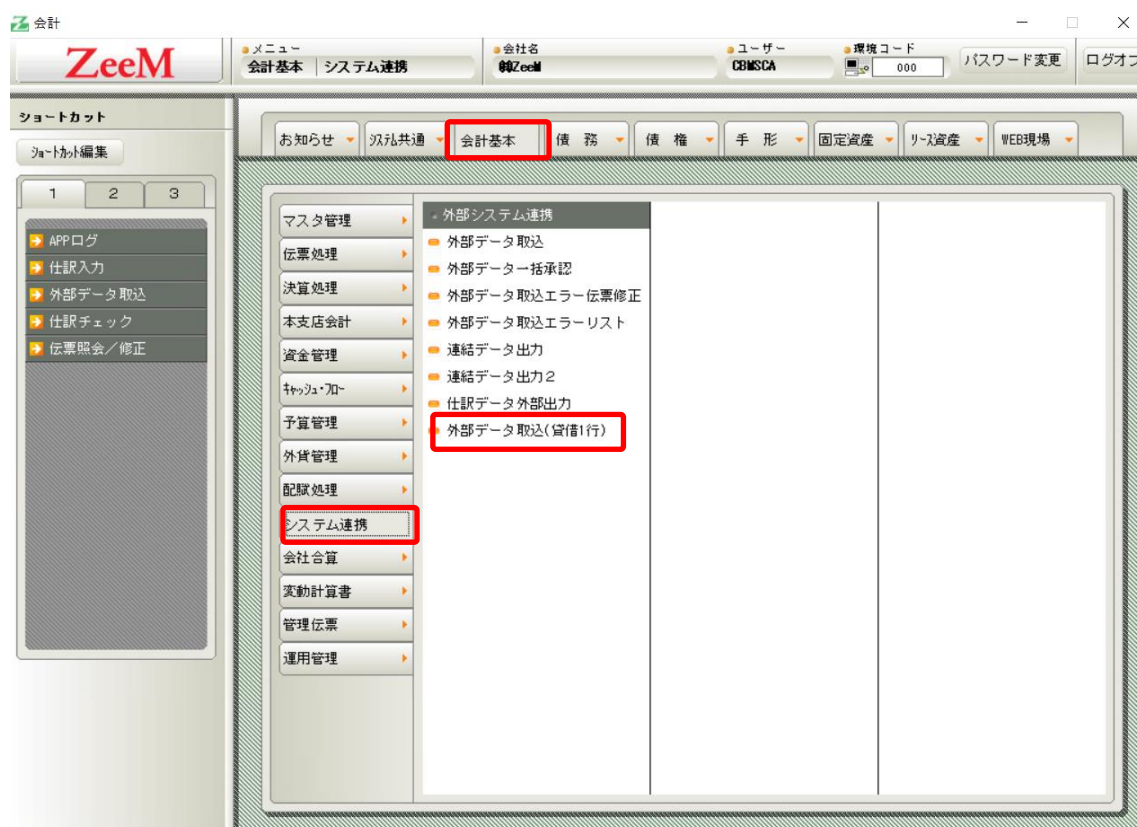 会計
ZeeM
メニュー
会計基本 システム連携
会社名
㈱ZeeM
ユーザー
CBMSCA
環境コード
000
パスワード変更
ログオフ
ショートカット
ショートカット編集
1 2 3
APPログ
仕訳入力
外部データ取込
仕訳チェック
伝票照会/修正
お知らせ システム共通 会計基本 債 務 債 権 手 形 固定資産 リース資産 WEB現場
マスタ管理
伝票処理
決算処理
本支店会計
資金管理
キャッシュ・フロー
予算管理
外貨管理
配賦処理
システム連携
会社合算
変動計算書
管理伝票
運用管理
外部システム連携
外部データ取込
外部データ一括承認
外部データ取込エラー伝票修正
外部データ取込エラーリスト
連結データ出力
連結データ出力2
仕訳データ外部出力
外部データ取込(貸借1行)